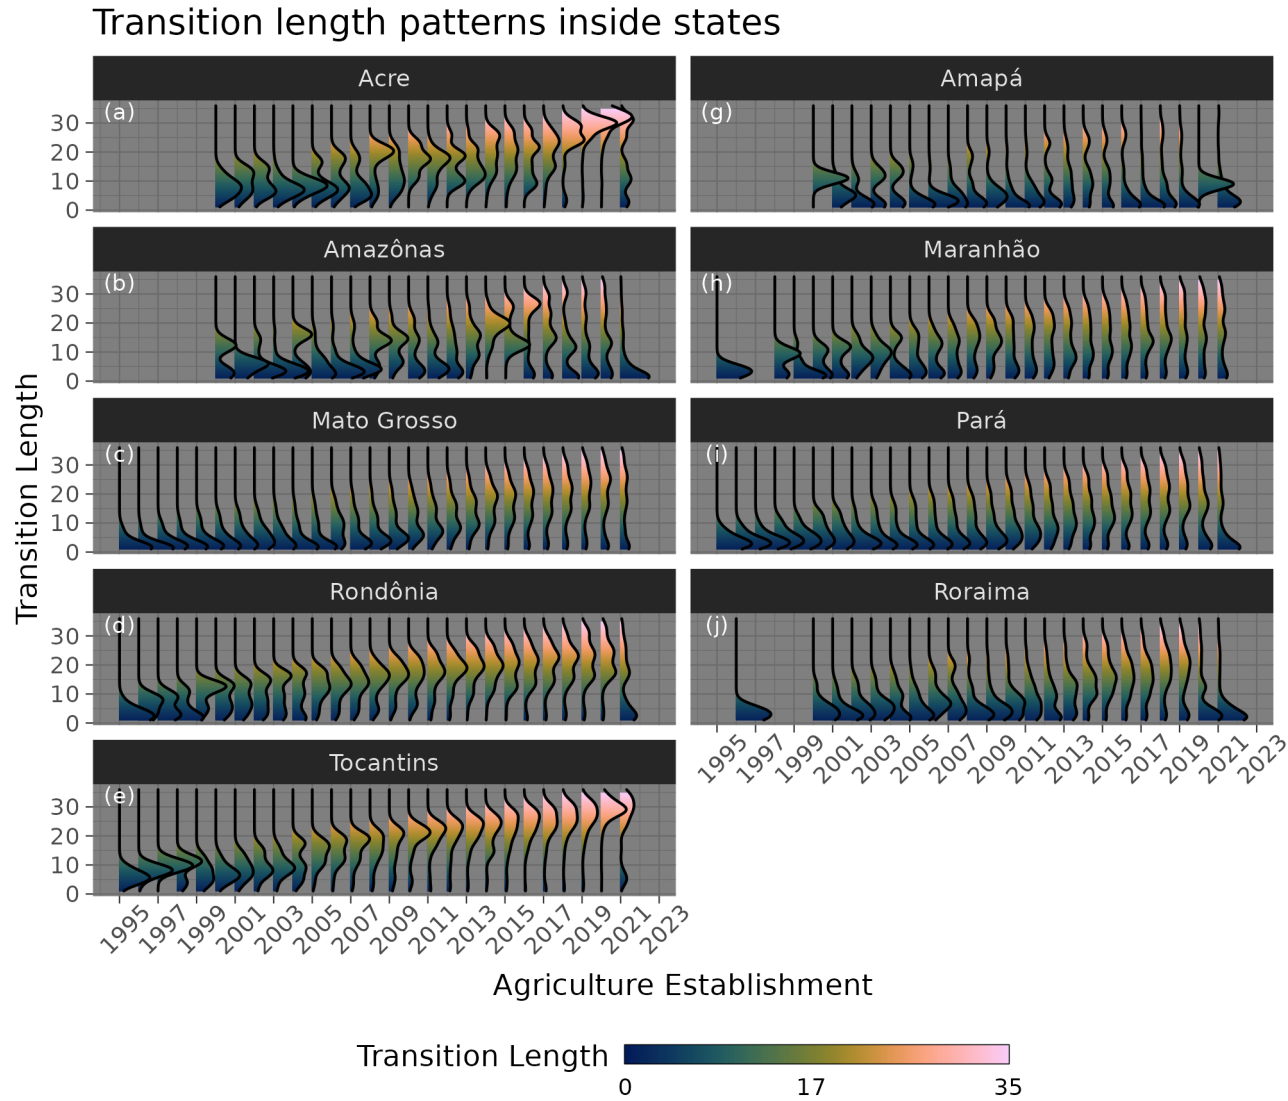 Transition length patterns inside states
Acre
Amapá
(a)
(g)
30
20
10
0
Amazônas
Maranhão
(b)
(h)
30
20
10
0
Mato Grosso
Pará
(c)
(i)
30
20
10
0
Rondônia
Roraima
(d)
(j)
30
20
10
0
1995 1997 1999 2001 2003 2005 2007 2009 2011 2013 2015 2017 2019 2021 2023
Tocantins
(e)
30
20
10
0
1995 1997 1999 2001 2003 2005 2007 2009 2011 2013 2015 2017 2019 2021 2023
Transition Length
Agriculture Establishment
Transition Length
0 17 35